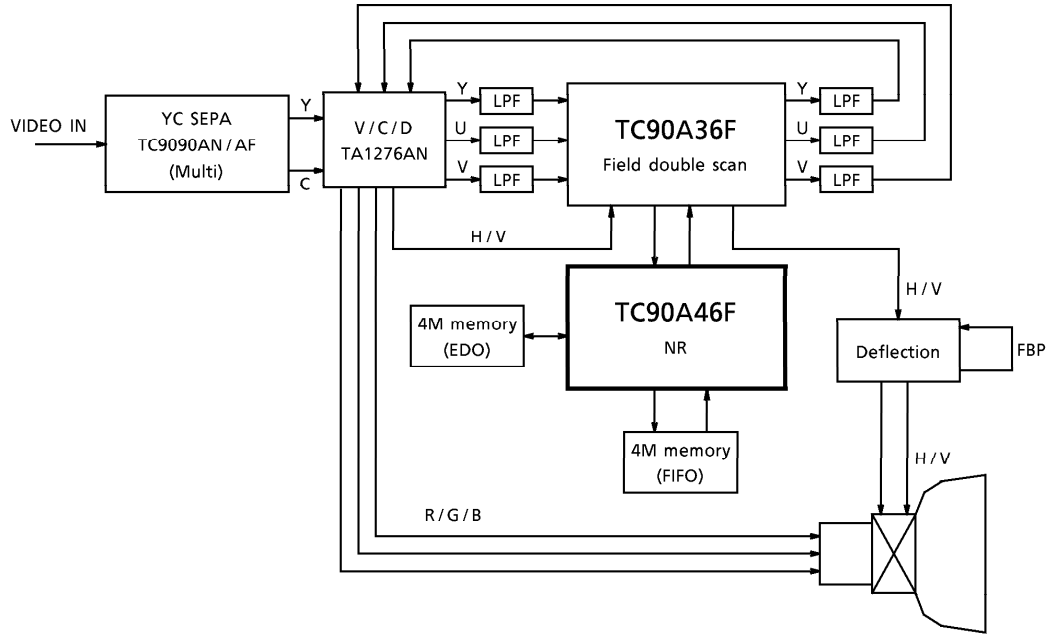 VIDEO IN
YC SEPA
TC9090AN / AF
(Multi)
Y
C
V / C / D
TA1276AN
Y
U
V
LPF
LPF
LPF
TC90A36F
Field double scan
Y
U
V
LPF
LPF
LPF
H / V
H / V
4M memory
(EDO)
TC90A46F
NR
Deflection
FBP
4M memory
(FIFO)
H / V
R / G / B